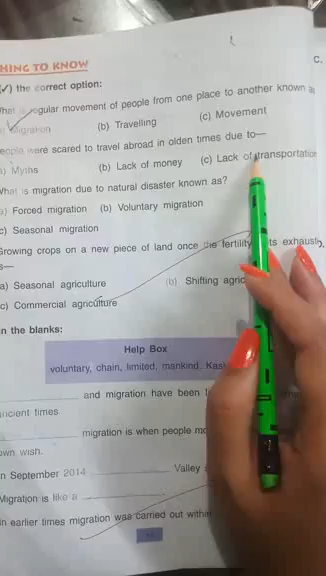 HING TO KNOW
(✓) the correct option:
hat is regular movement of people from one place to another known as
Migration (b) Travelling (c) Movement
eople were scared to travel abroad in olden times due to—
a) Myths (b) Lack of money (c) Lack of transportation
What is migration due to natural disaster known as?
a) Forced migration (b) Voluntary migration
c) Seasonal migration
Growing crops on a new piece of land once the fertility its exhausts,
s—
a) Seasonal agriculture (b) Shifting agric
c) Commercial agriculture
n the blanks:
Help Box
voluntary, chain, limited, mankind, Kas
and migration have been
ancient times.
migration is when people mo
own wish.
n September 2014 Valley
Migration is like a
in earlier times migration was carried out within
C.